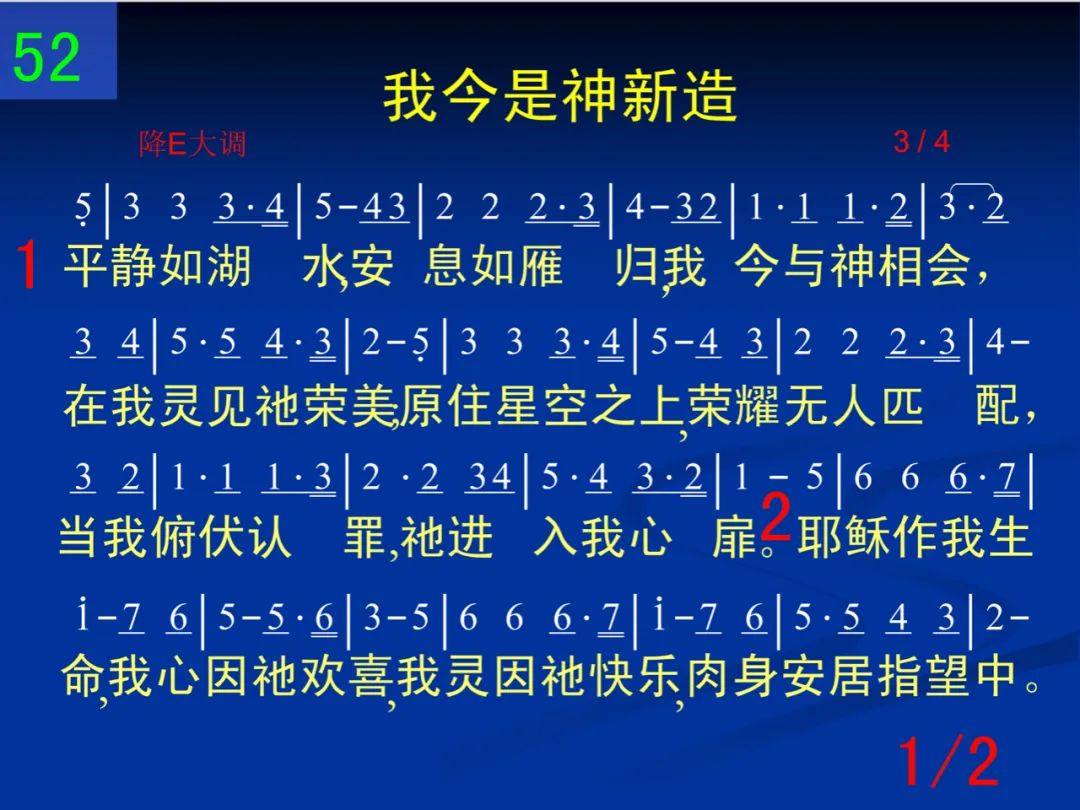 52
我今是神新造
降E大调 3/4
5̣|3 3 3·4|5-43|2 2 2·3|4-32|1·1 1·2|3·2
1 平静如湖 水,安 息如雁 归,我 今与神相会，
3 4|5·5 4·3|2-5̣|3 3 3·4|5-4 3|2 2 2·3|4-
在我灵见祂荣美,原住星空之上,荣耀无人匹 配，
3 2|1·1 1·3|2·2 34|5·4 3·2|1-5|6 6 6·7|
当我俯伏认 罪,祂进 入我心 扉。2 耶稣作我生
i-7 6|5-5·6|3-5|6 6 6·7|i-7 6|5·5 4 3|2-
命,我心因祂欢喜,我灵因祂快乐,肉身安居指望中。
1/2